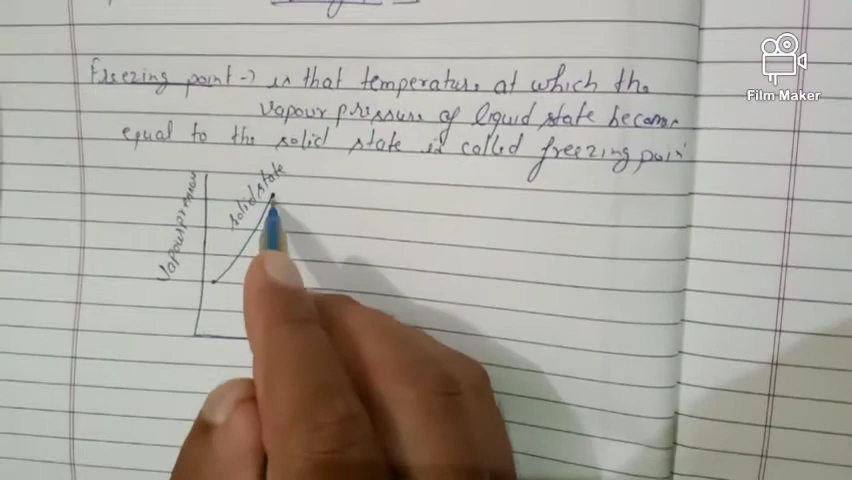 Freezing point → is that temperature at which the
vapour pressure of liquid state become
equal to the solid state is called freezing point
solid state
Vapour pressure
Film Maker